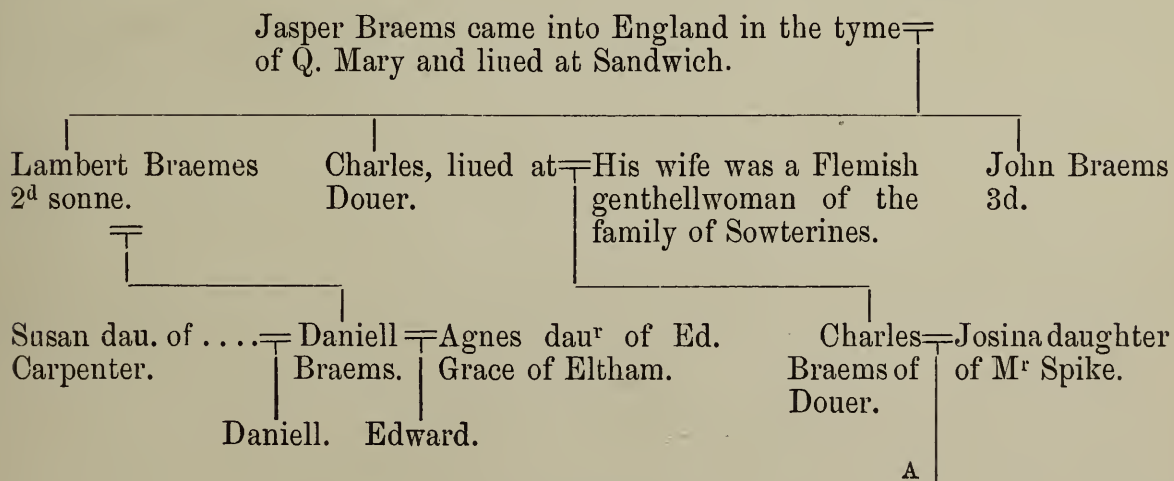 Jasper Braems came into England in the tyme
of Q. Mary and liued at Sandwich.
Lambert Braemes
2d sonne.
Charles, liued at
Douer.
His wife was a Flemish
genthellwoman of the
family of Sowterines.
John Braems
3d.
Susan dau. of ....
Carpenter.
Daniell
Braems.
Agnes daur of Ed.
Grace of Eltham.
Charles
Braems of
Douer.
Josina daughter
of Mr Spike.
Daniell.
Edward.
A